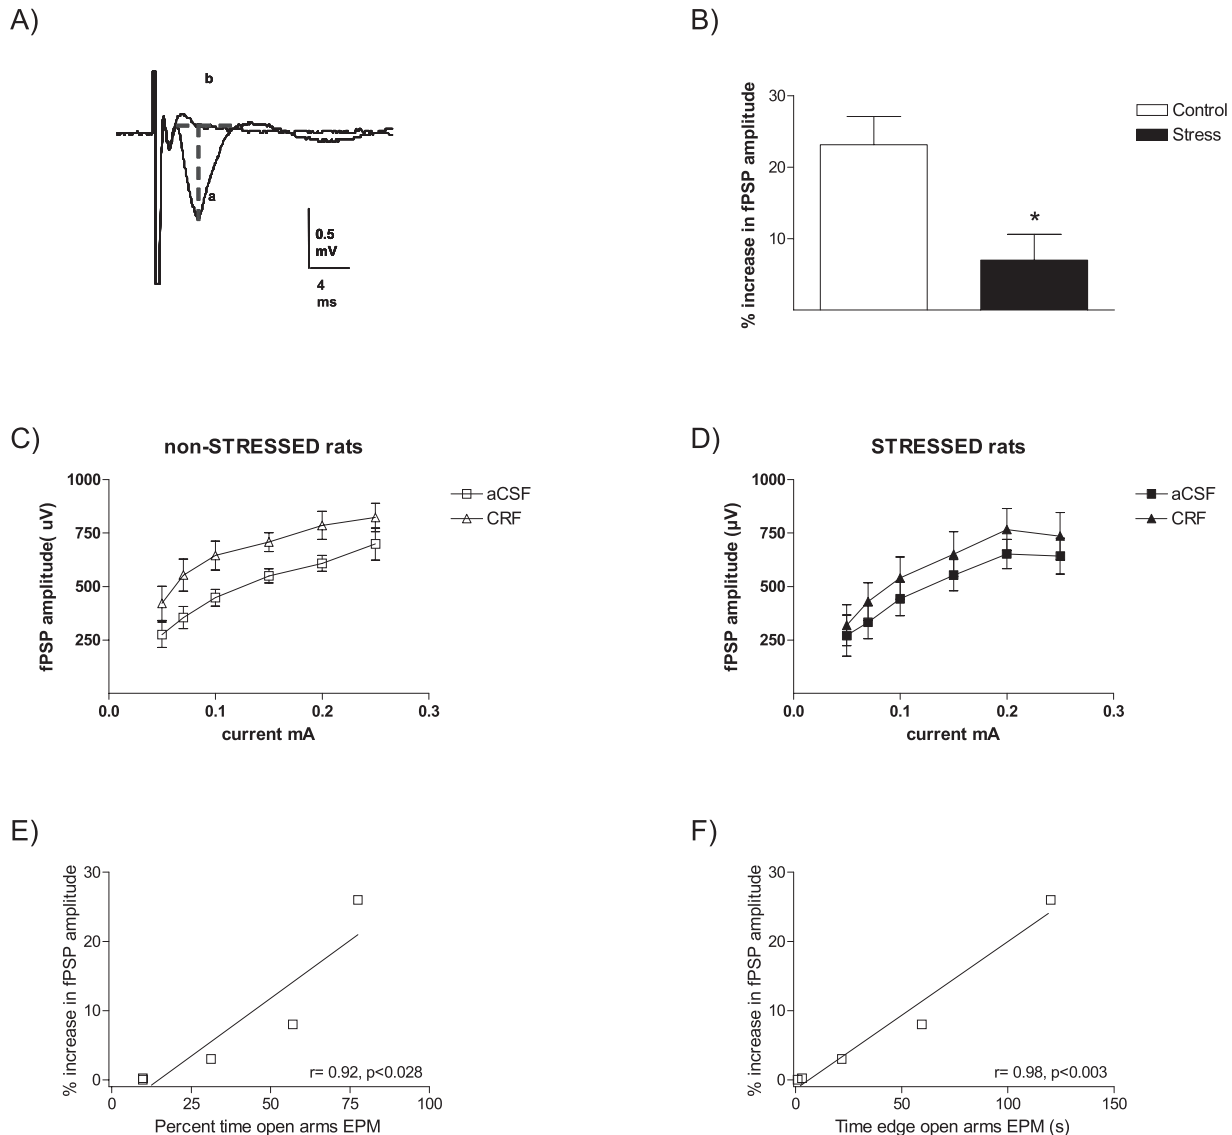 A)
b
a
0.5
mV
4
ms
B)
% increase in fPSP amplitude
30
20
10
*
Control
Stress
C)
non-STRESSED rats
fPSP amplitude( uV)
1000
750
500
250
0.0 0.1 0.2 0.3
current mA
aCSF
CRF
D)
STRESSED rats
fPSP amplitude (µV)
1000
750
500
250
0.0 0.1 0.2 0.3
current mA
aCSF
CRF
E)
% increase in fPSP amplitude
30
20
10
0
r= 0.92, p<0.028
0 25 50 75 100
Percent time open arms EPM
F)
% increase in fPSP amplitude
30
20
10
0
r= 0.98, p<0.003
0 50 100 150
Time edge open arms EPM (s)